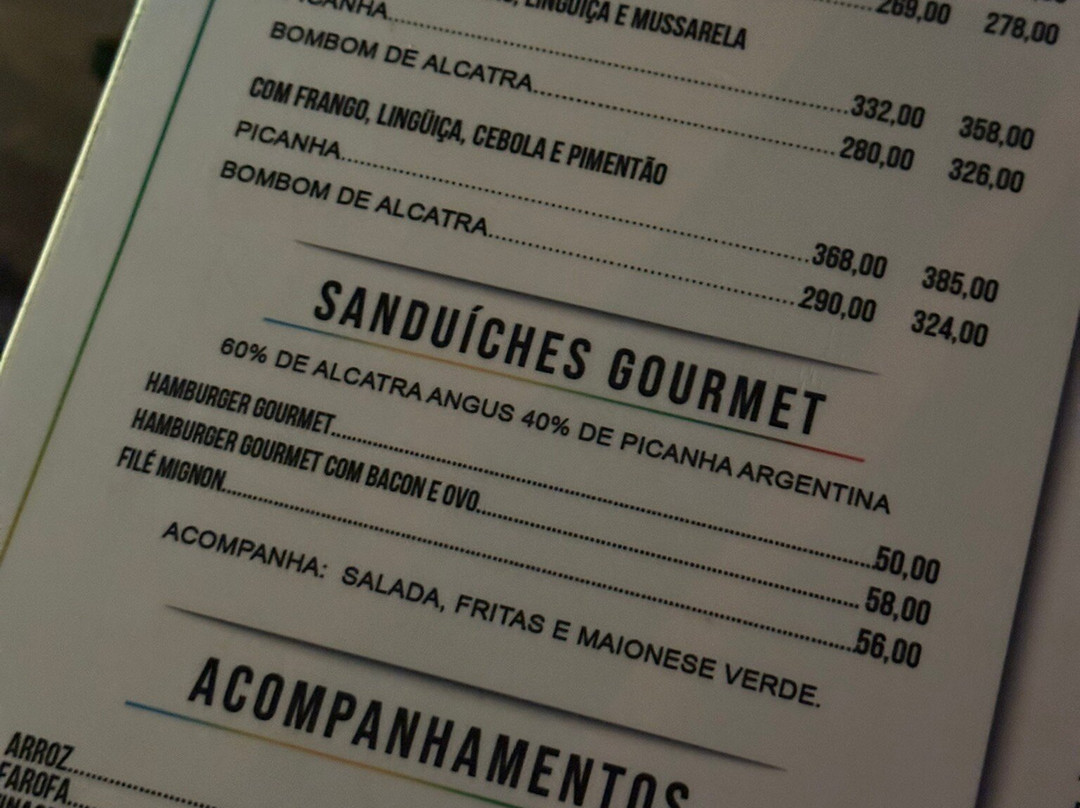 LINGUIÇA E MUSSARELA 269,00 278,00
PICANHA........332,00 358,00
BOMBOM DE ALCATRA........280,00 326,00
COM FRANGO, LINGÜIÇA, CEBOLA E PIMENTÃO
PICANHA........368,00 385,00
BOMBOM DE ALCATRA........290,00 324,00
SANDUÍCHES GOURMET
60% DE ALCATRA ANGUS 40% DE PICANHA ARGENTINA
HAMBURGER GOURMET........50,00
HAMBURGER GOURMET COM BACON E OVO........58,00
FILÉ MIGNON........56,00
ACOMPANHA: SALADA, FRITAS E MAIONESE VERDE.
ACOMPANHAMENTOS
ARROZ........
FAROFA........